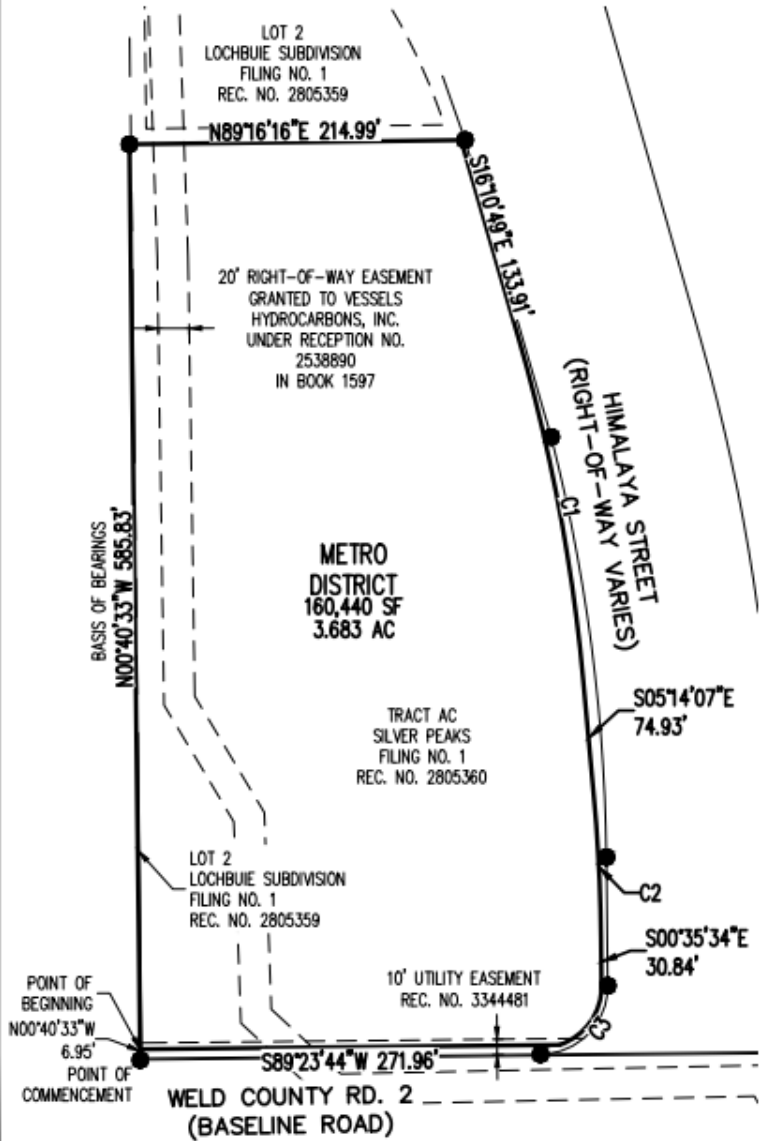 LOT 2
LOCHBUIE SUBDIVISION
FILING NO. 1
REC. NO. 2805359
N89°16'16"E 214.99'
S16°10'49"E 133.91'
20' RIGHT-OF-WAY EASEMENT
GRANTED TO VESSELS
HYDROCARBONS, INC.
UNDER RECEPTION NO.
2538890
IN BOOK 1597
HIMALAYA STREET
(RIGHT-OF-WAY VARIES)
C1
BASIS OF BEARINGS
N00°40'33"W 585.83'
METRO
DISTRICT
160,440 SF
3.683 AC
S05°14'07"E
74.93'
TRACT AC
SILVER PEAKS
FILING NO. 1
REC. NO. 2805360
LOT 2
LOCHBUIE SUBDIVISION
FILING NO. 1
REC. NO. 2805359
C2
S00°35'34"E
30.84'
POINT OF
BEGINNING
N00°40'33"W
6.95'
POINT OF
COMMENCEMENT
10' UTILITY EASEMENT
REC. NO. 3344481
C3
S89°23'44"W 271.96'
WELD COUNTY RD. 2
(BASELINE ROAD)